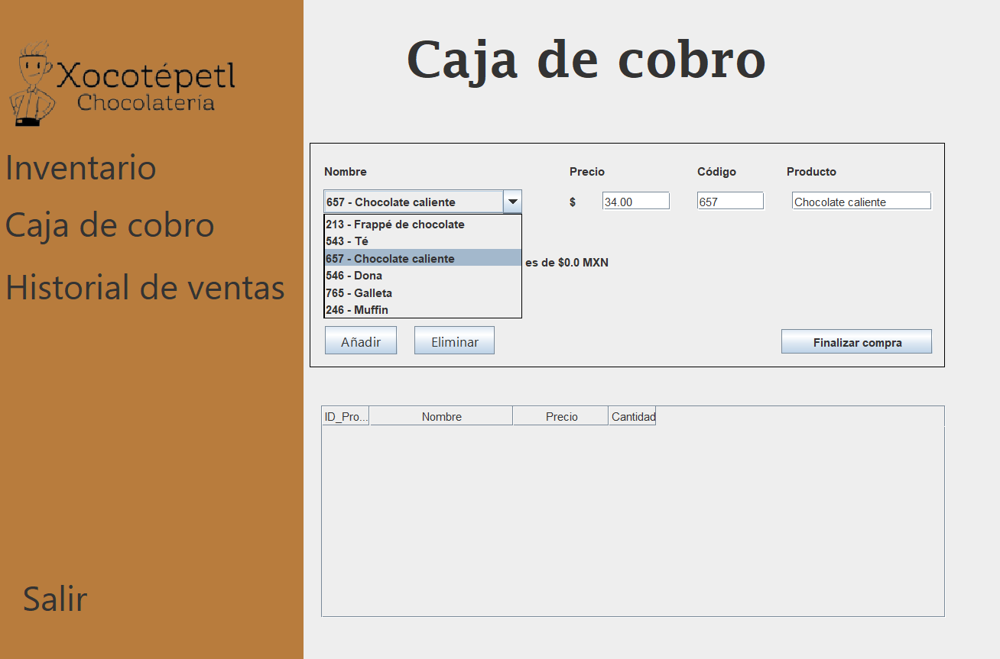 Xocotépetl
Chocolatería
Inventario
Caja de cobro
Historial de ventas
Salir
Caja de cobro
Nombre Precio Código Producto
657 - Chocolate caliente $ 34.00 657 Chocolate caliente
213 - Frappé de chocolate
543 - Té
657 - Chocolate caliente
546 - Dona
765 - Galleta
246 - Muffin
es de $0.0 MXN
Añadir Eliminar Finalizar compra
ID_Pro... Nombre Precio Cantidad